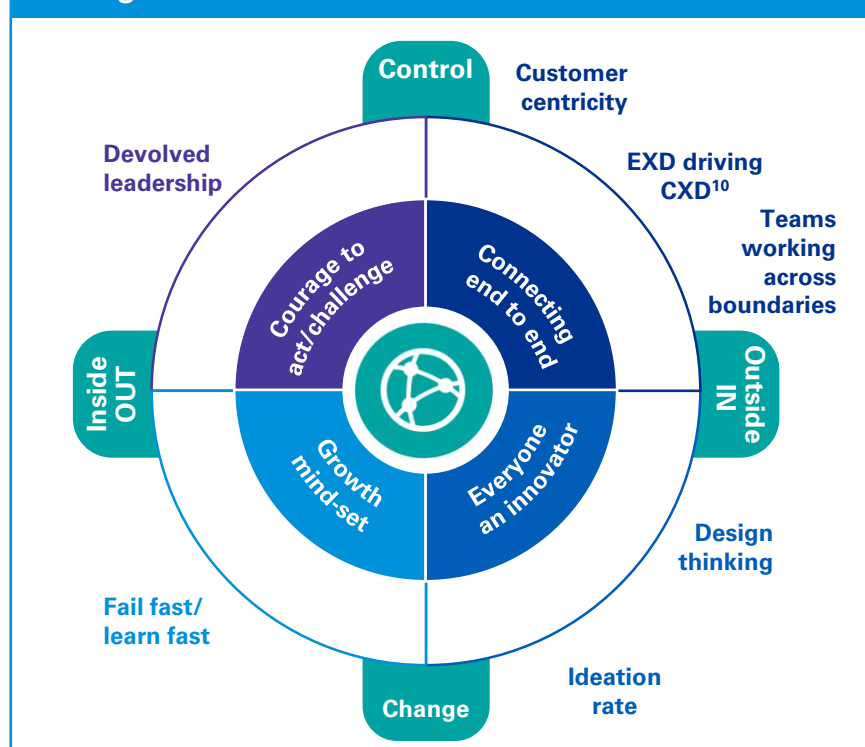 Control
Customer
centricity
Devolved
leadership
EXD driving
CXD¹⁰
Teams
working
across
boundaries
Courage to
act/challenge
Connecting
end to end
Inside
OUT
Outside
IN
Growth
mind-set
Everyone
an innovator
Design
thinking
Fail fast/
learn fast
Ideation
rate
Change